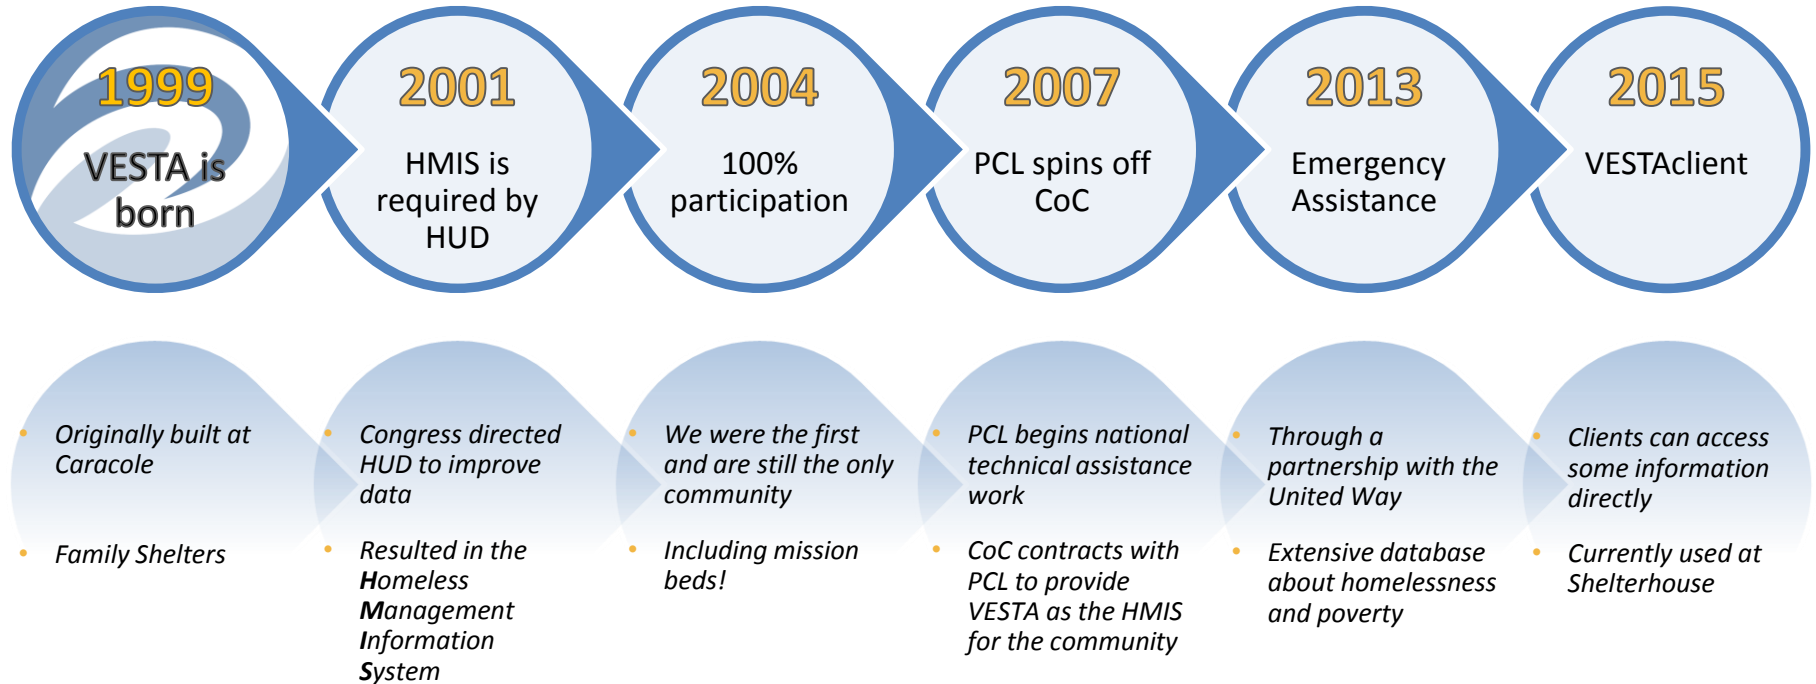 1999
VESTA is
born
2001
HMIS is
required by
HUD
2004
100%
participation
2007
PCL spins off
CoC
2013
Emergency
Assistance
2015
VESTAclient
• Originally built at
Caracole
• Family Shelters
• Congress directed
HUD to improve
data
• Resulted in the
Homeless
Management
Information
System
• We were the first
and are still the only
community
• Including mission
beds!
• PCL begins national
technical assistance
work
• CoC contracts with
PCL to provide
VESTA as the HMIS
for the community
• Through a
partnership with the
United Way
• Extensive database
about homelessness
and poverty
• Clients can access
some information
directly
• Currently used at
Shelterhouse